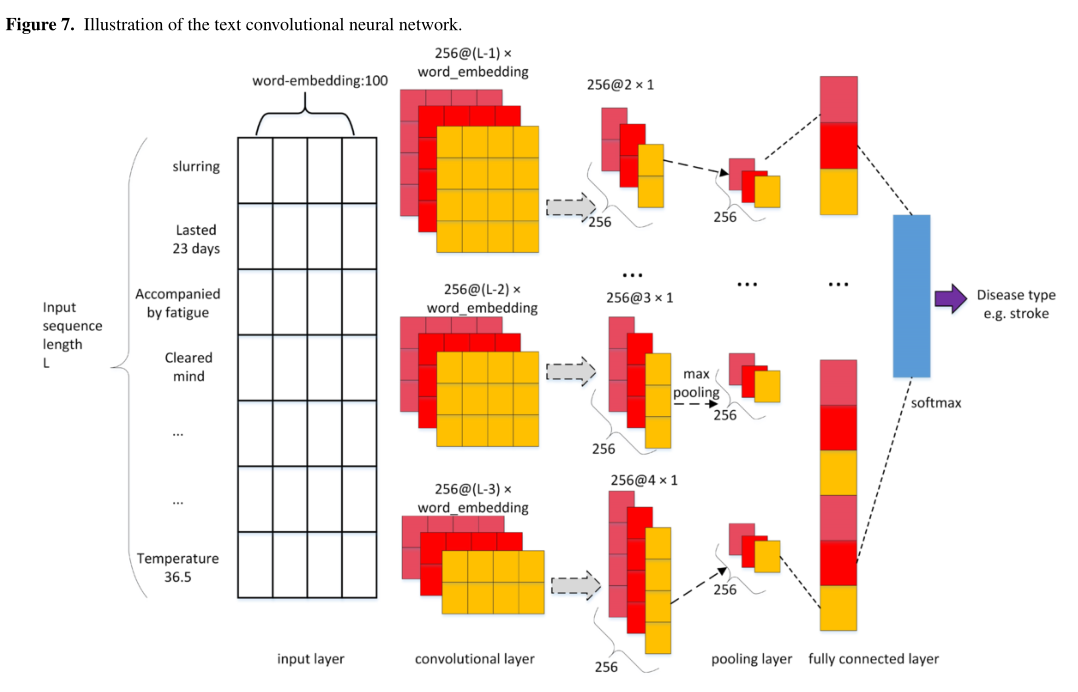 Figure 7. Illustration of the text convolutional neural network.
word-embedding:100
256@(L-1) ×
word_embedding
256@2 × 1
slurring
Lasted
23 days
Accompanied
by fatigue
Cleared
mind
...
...
Temperature
36.5
Input
sequence
length
L
256
256
...
...
...
256@(L-2) ×
word_embedding
256@3 × 1
max
pooling
256
256
Disease type
e.g. stroke
softmax
256@(L-3) ×
word_embedding
256@4 × 1
256
256
input layer
convolutional layer
pooling layer
fully connected layer